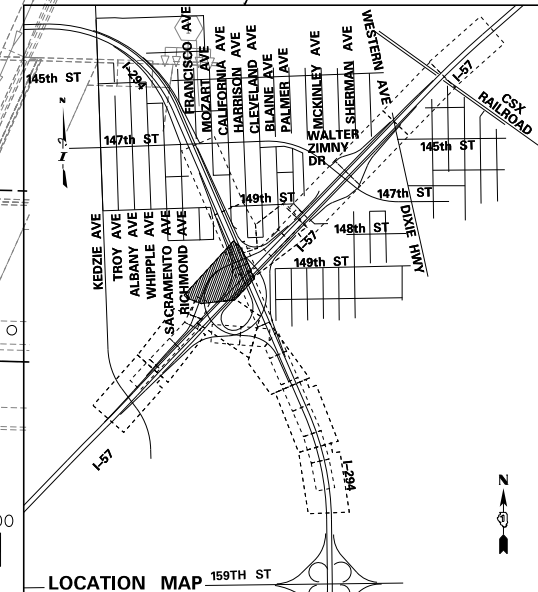 FRANCISCO AVE
MOZART AVE
CALIFORNIA AVE
HARRISON AVE
CLEVELAND AVE
BLAINE AVE
PALMER AVE
MCKINLEY AVE
SHERMAN AVE
WESTERN AVE
I-57
CSX
RAILROAD
145th ST
I-294
N
147th ST
WALTER
ZIMNY
DR
145th ST
149th ST
147th ST
148th ST
DIXIE HWY
I-57
149th ST
KEDZIE AVE
TROY AVE
ALBANY AVE
WHIPPLE AVE
SACRAMENTO AVE
RICHMOND AVE
I-57
I-294
N
LOCATION MAP
159TH ST